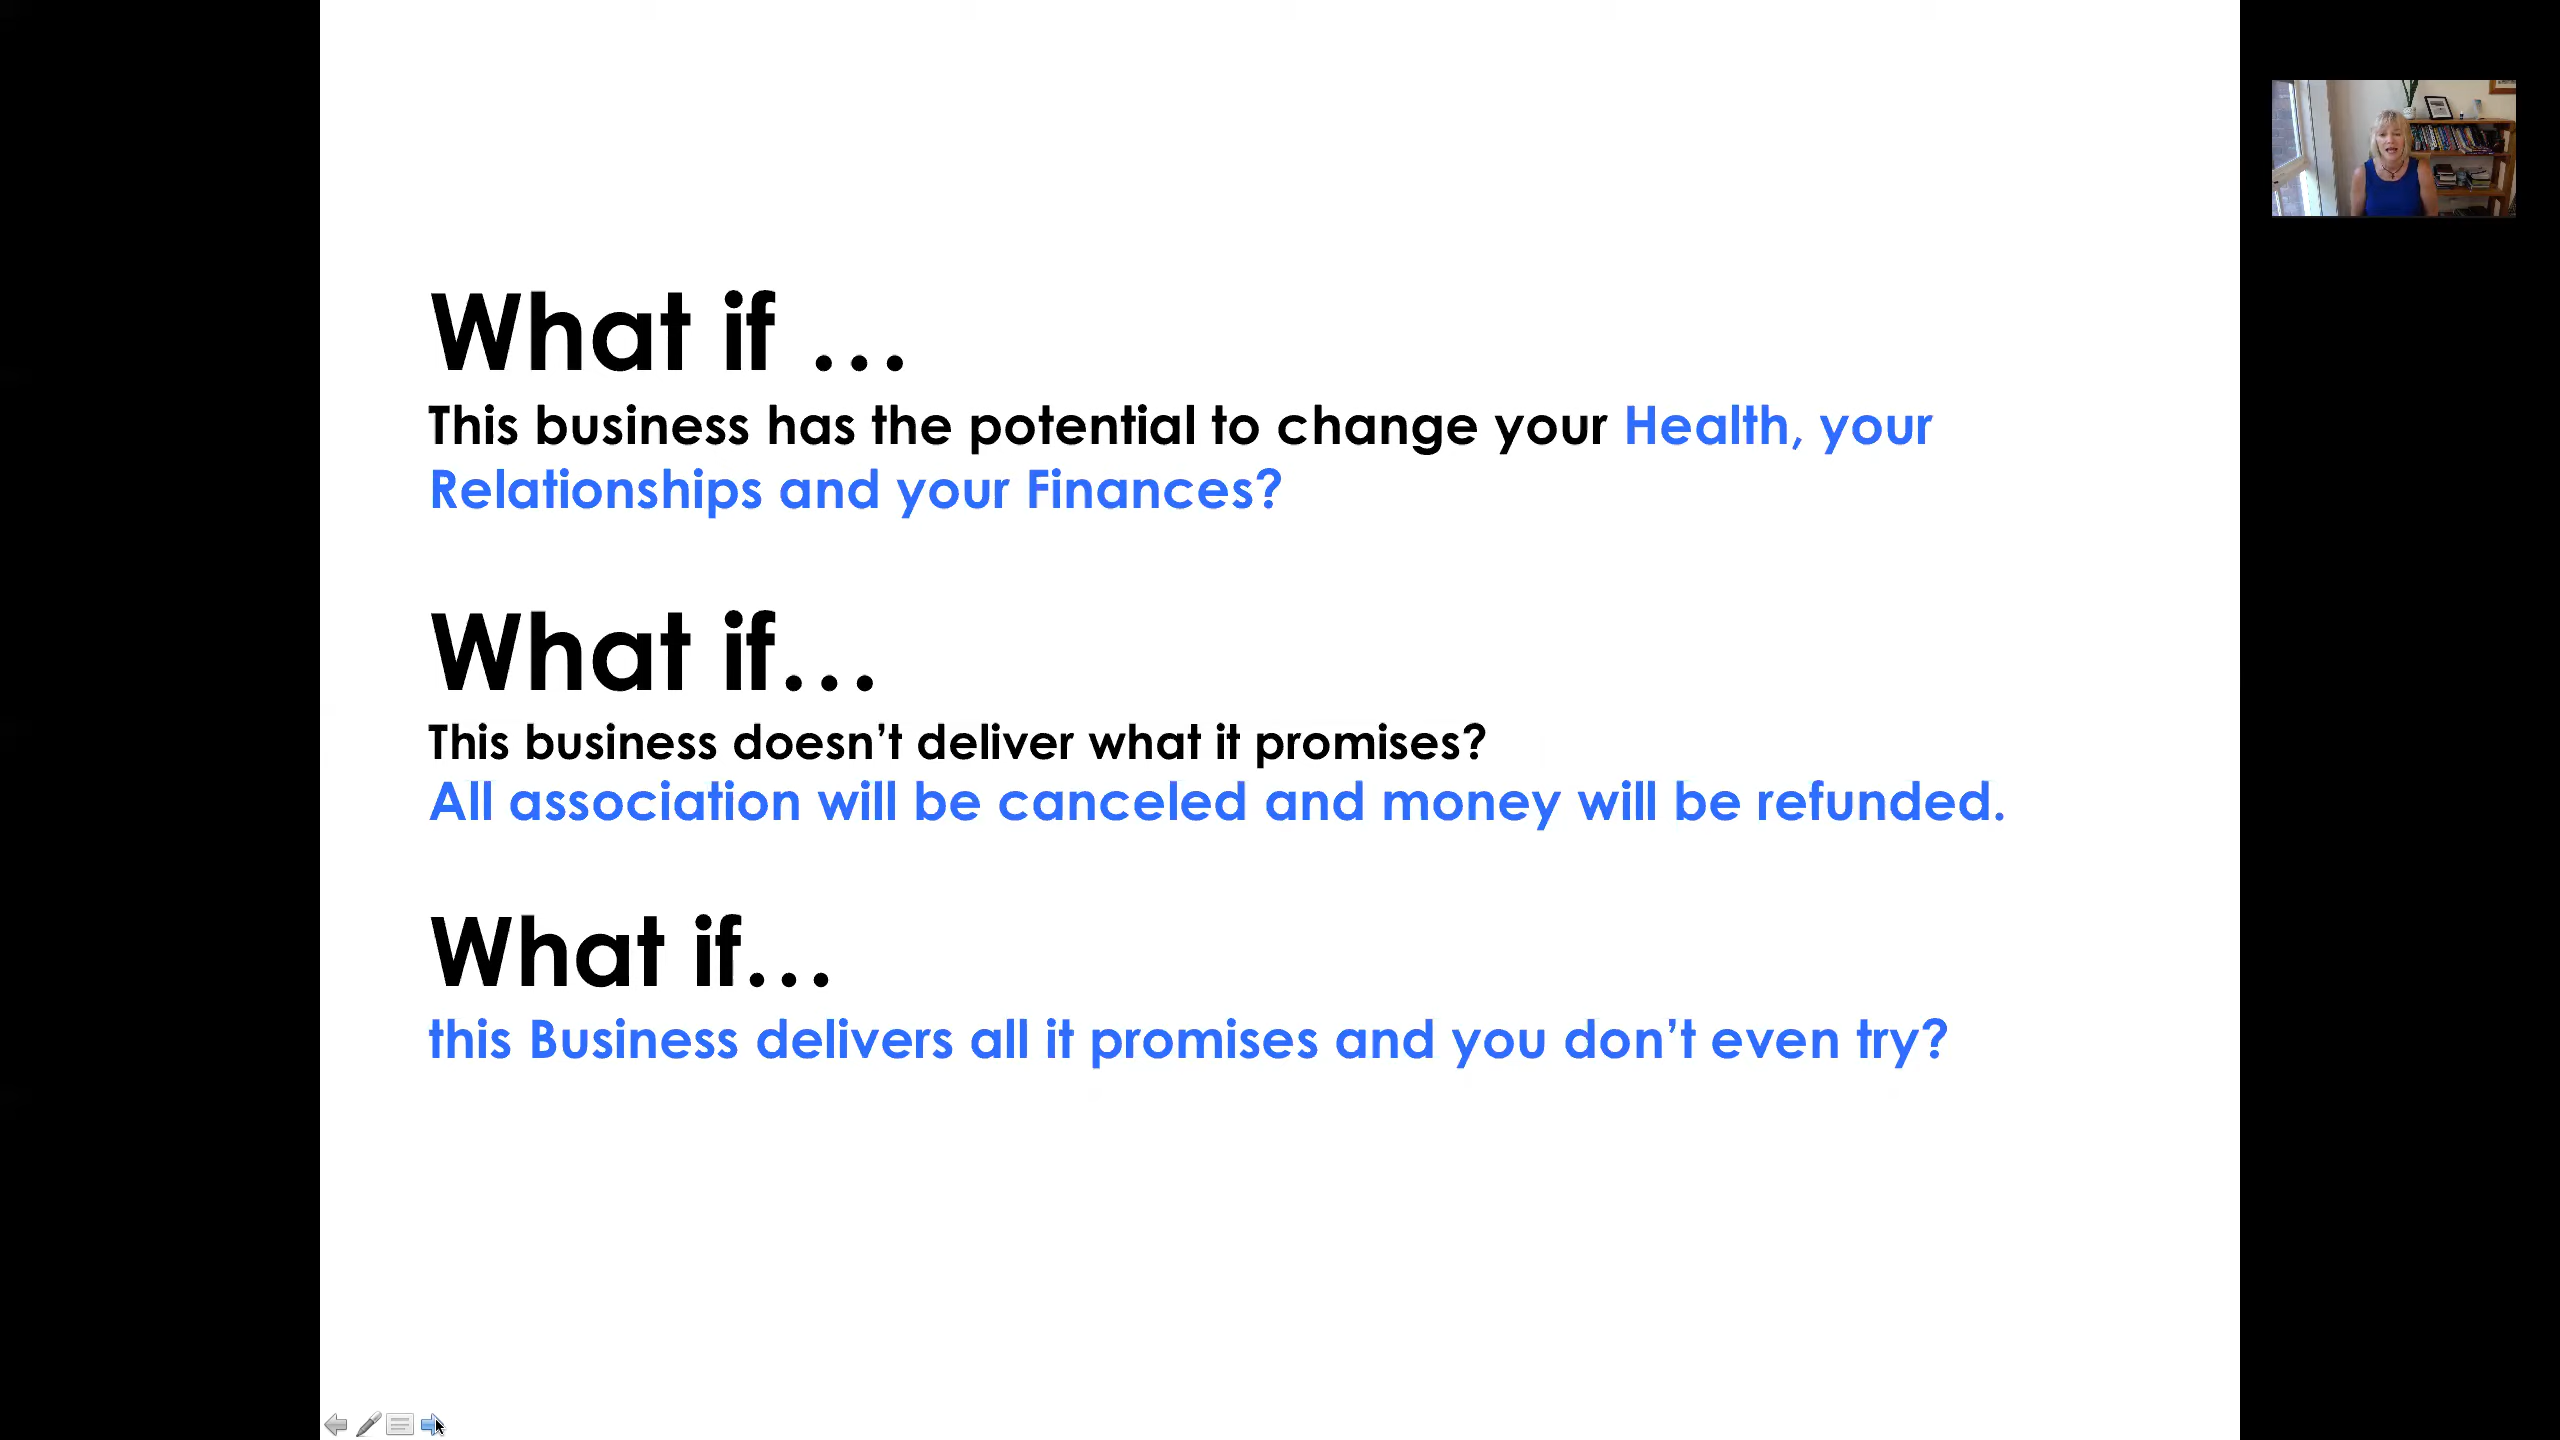 What if …
This business has the potential to change your Health, your
Relationships and your Finances?
What if…
This business doesn’t deliver what it promises?
All association will be canceled and money will be refunded.
What if…
this Business delivers all it promises and you don’t even try?